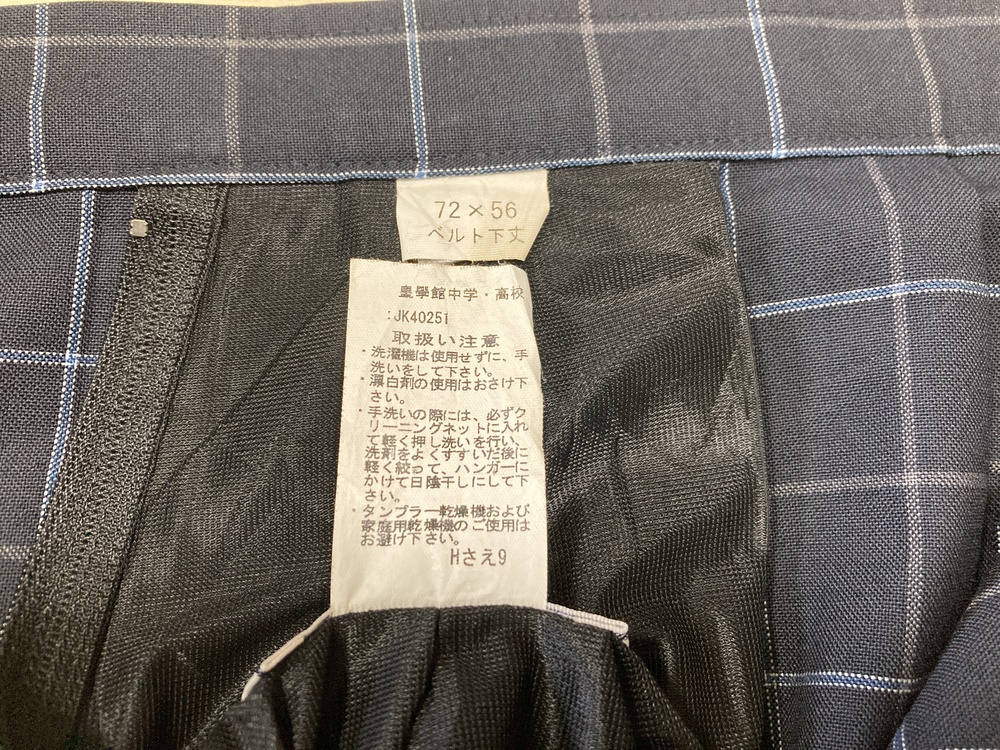 72×56
ベルト下丈
皇學館中学・高校
:JK40251
取扱い注意
・洗濯機は使用せずに、手
洗いをして下さい。
・漂白剤の使用はおさけ下
さい。
・手洗いの際には、必ずク
リーニングネットに入れ
て軽く押し洗いを行い、
洗剤をよくすすいだ後に
軽く絞って、ハンガーに
かけて日陰干しにして下
さい。
・タンブラー乾燥機および
家庭用乾燥機のご使用は
お避け下さい。
Hさえ9